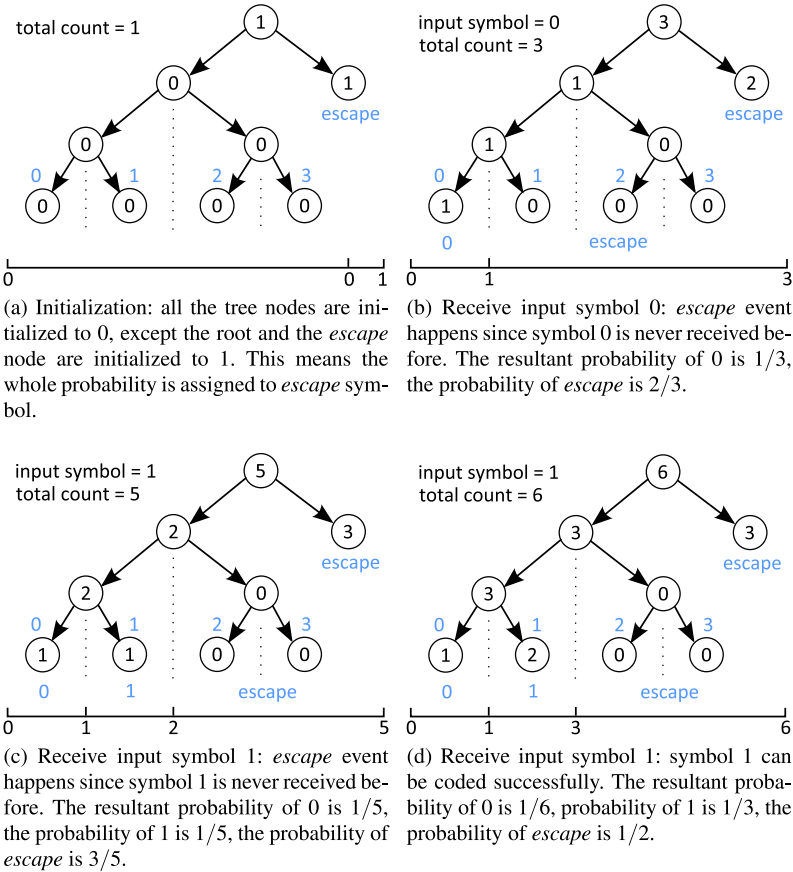 total count = 1
1
0
1
escape
0
0
0
1
2
3
0
0
0
0
0
0
1
(a) Initialization: all the tree nodes are ini-
tialized to 0, except the root and the escape
node are initialized to 1. This means the
whole probability is assigned to escape sym-
bol.
input symbol = 0
total count = 3
3
1
2
escape
1
0
0
1
2
3
1
0
0
0
0
escape
0
1
3
(b) Receive input symbol 0: escape event
happens since symbol 0 is never received be-
fore. The resultant probability of 0 is 1/3,
the probability of escape is 2/3.
input symbol = 1
total count = 5
5
2
3
escape
2
0
0
1
2
3
1
1
0
0
0
1
escape
0
1
2
5
(c) Receive input symbol 1: escape event
happens since symbol 1 is never received be-
fore. The resultant probability of 0 is 1/5,
the probability of 1 is 1/5, the probability of
escape is 3/5.
input symbol = 1
total count = 6
6
3
3
escape
3
0
0
1
2
3
1
2
0
0
0
1
escape
0
1
3
6
(d) Receive input symbol 1: symbol 1 can
be coded successfully. The resultant proba-
bility of 0 is 1/6, probability of 1 is 1/3, the
probability of escape is 1/2.